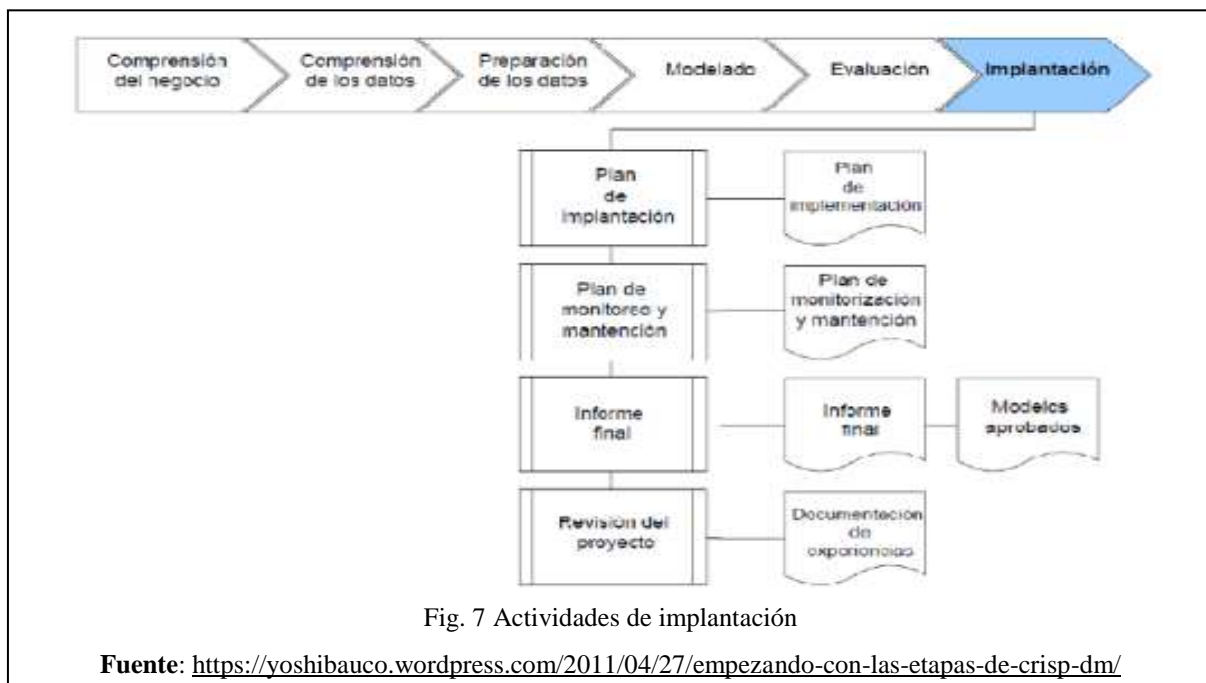 Comprensión
del negocio
Comprensión
de los datos
Preparación
de los datos
Modelado
Evaluación
Implantación
Plan
de
implantación
Plan
de
implementación
Plan de
monitoreo y
mantención
Plan de
monitorización
y mantención
Informe
final
Informe
final
Modelos
aprobados
Revisión del
proyecto
Documentación
de
experiencias
Fig. 7 Actividades de implantación
Fuente: https://yoshibauco.wordpress.com/2011/04/27/empezando-con-las-etapas-de-crisp-dm/